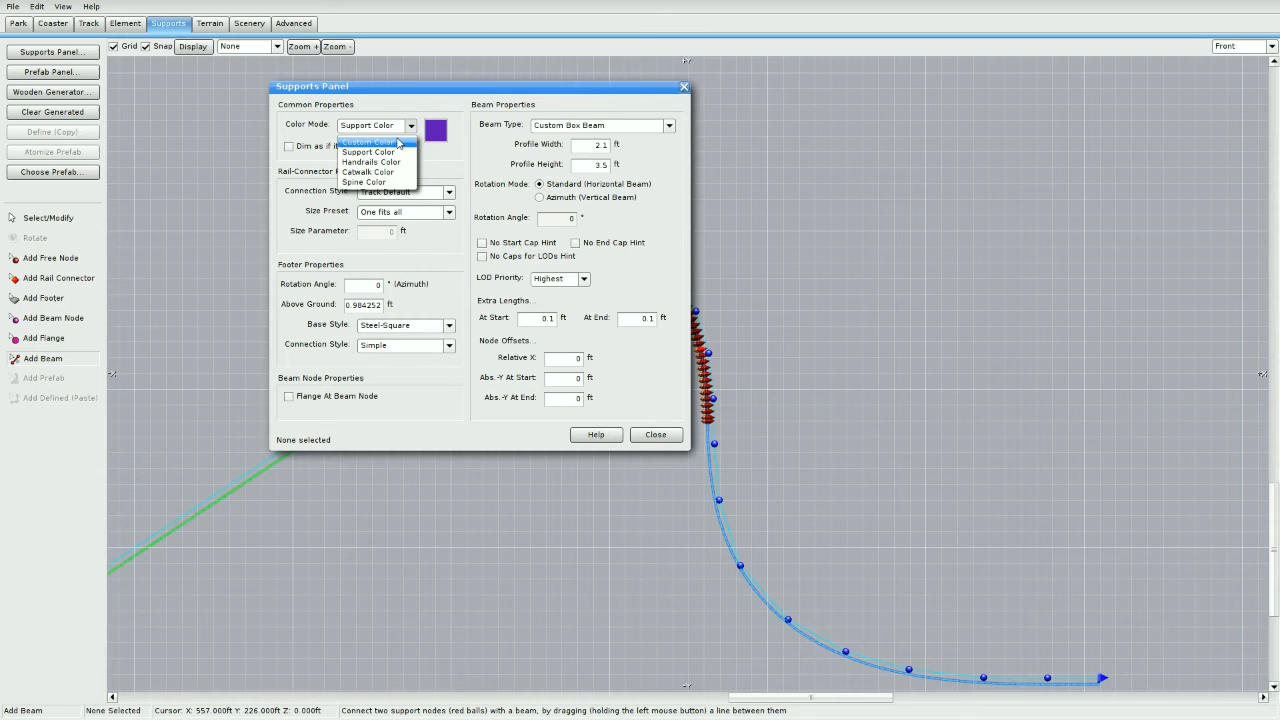 File Edit View Help
Park Coaster Track Element Supports Terrain Scenery Advanced
Supports Panel... Grid Snap Display None Zoom + Zoom - Front
Prefab Panel...
Wooden Generator...
Clear Generated
Define (Copy)
Atomize Prefab
Choose Prefab...
Select/Modify
Rotate
Add Free Node
Add Rail Connector
Add Footer
Add Beam Node
Add Flange
Add Beam
Add Prefab
Add Defined (Paste)
Supports Panel
Common Properties
Color Mode: Support Color
Custom Color
Support Color
Handrails Color
Catwalk Color
Spine Color
Dim as if i
Rail-Connector
Connection Style: Track Default
Size Preset: One fits all
Size Parameter: 0 ft
Footer Properties
Rotation Angle: 0 ° (Azimuth)
Above Ground: 0.984252 ft
Base Style: Steel-Square
Connection Style: Simple
Beam Node Properties
Flange At Beam Node
None selected
Beam Properties
Beam Type: Custom Box Beam
Profile Width: 2.1 ft
Profile Height: 3.5 ft
Rotation Mode: Standard (Horizontal Beam)
Azimuth (Vertical Beam)
Rotation Angle: 0 °
No Start Cap Hint No End Cap Hint
No Caps for LODs Hint
LOD Priority: Highest
Extra Lengths...
At Start: 0.1 ft At End: 0.1 ft
Node Offsets...
Relative X: 0 ft
Abs.-Y At Start: 0 ft
Abs.-Y At End: 0 ft
Help Close
Add Beam None Selected Cursor: X: 557.000ft Y: 226.000ft Z: 0.000ft Connect two support nodes (red balls) with a beam, by dragging (holding the left mouse button) a line between them